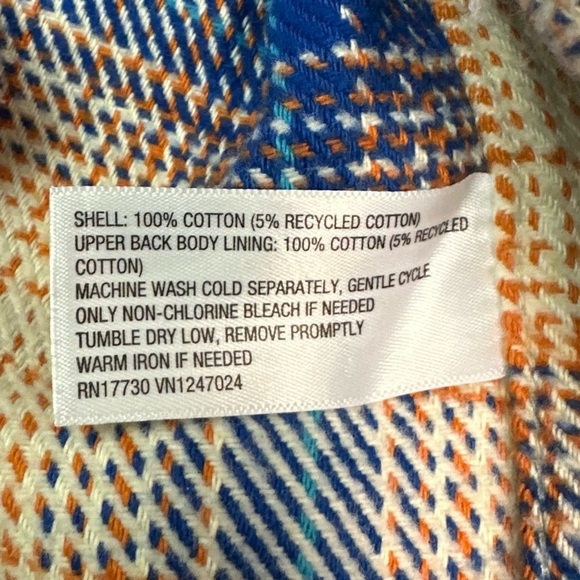 SHELL: 100% COTTON (5% RECYCLED COTTON)
UPPER BACK BODY LINING: 100% COTTON (5% RECYCLED
COTTON)
MACHINE WASH COLD SEPARATELY, GENTLE CYCLE
ONLY NON-CHLORINE BLEACH IF NEEDED
TUMBLE DRY LOW, REMOVE PROMPTLY
WARM IRON IF NEEDED
RN17730 VN1247024